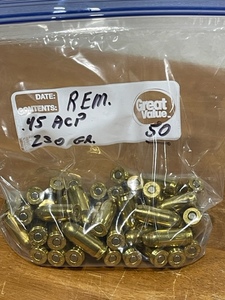 DATE: REM.
CONTENTS: .45 ACP
230 GR.
Great
Value
50